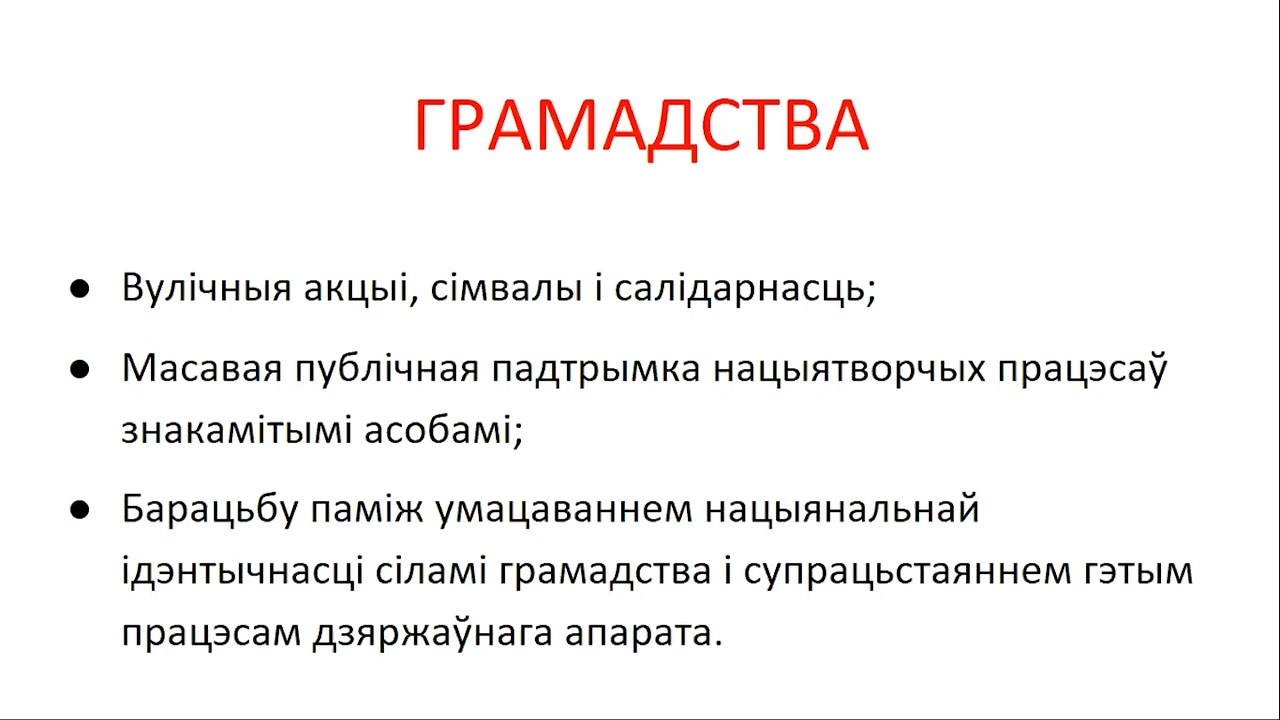 ГРАМАДСТВА
● Вулічныя акцыі, сімвалы і салідарнасць;
● Масавая публічная падтрымка нацыятворчых працэсаў
знакамітымі асобамі;
● Барацьбу паміж умацаваннем нацыянальнай
ідэнтычнасці сіламі грамадства і супрацьстаяннем гэтым
працэсам дзяржаўнага апарата.